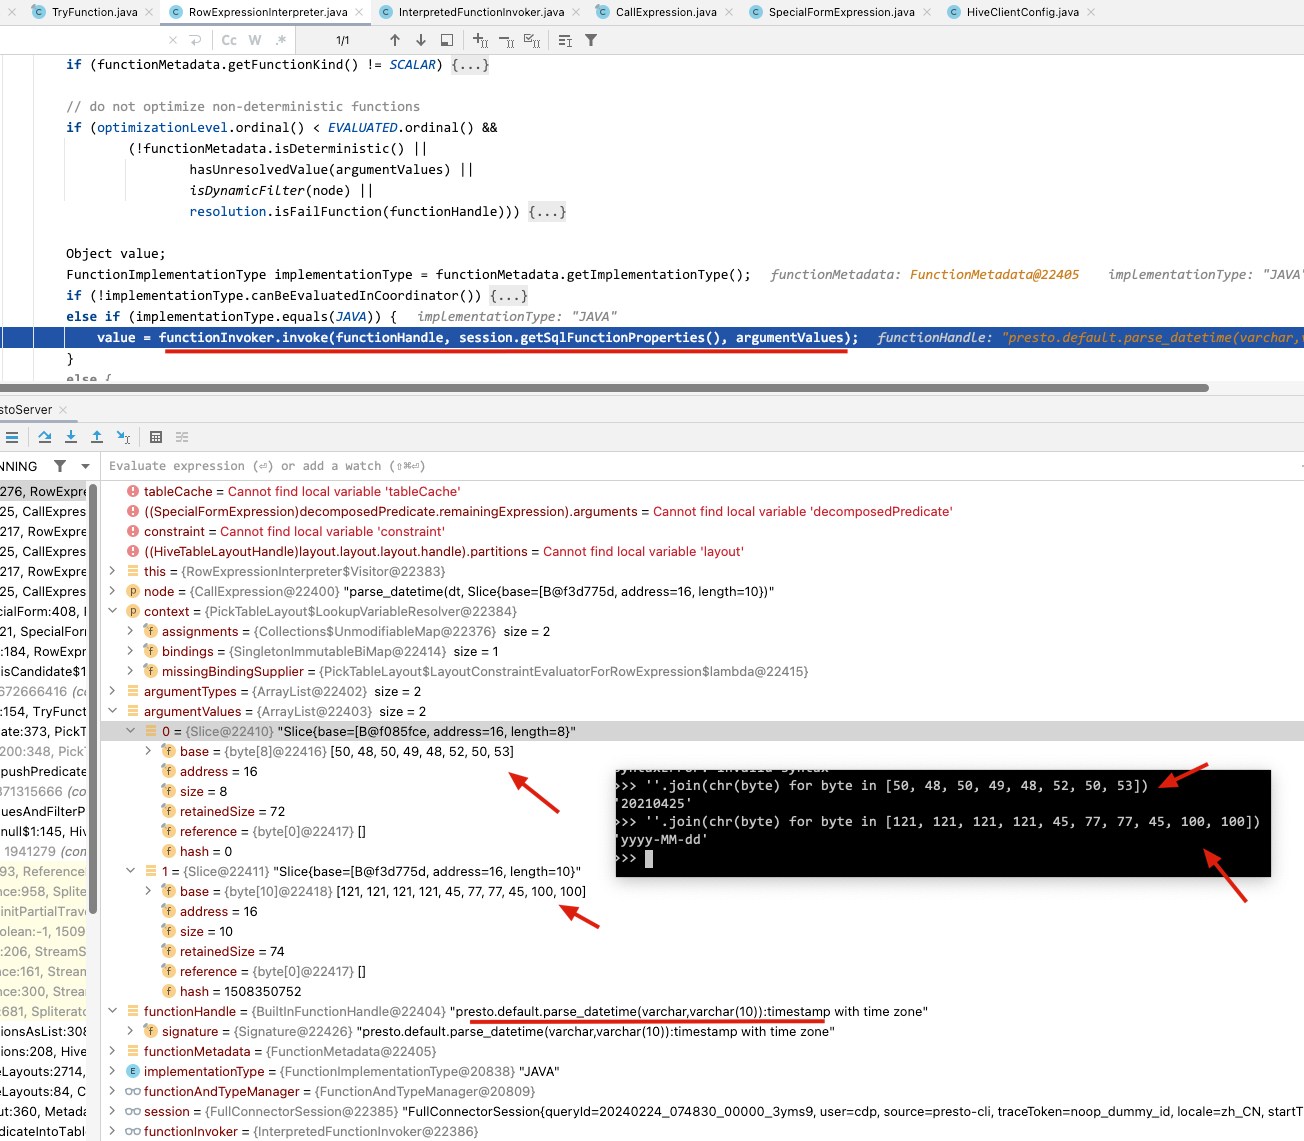 TryFunction.java
RowExpressionInterpreter.java
InterpretedFunctionInvoker.java
CallExpression.java
SpecialFormExpression.java
HiveClientConfig.java
Cc W .* 1/1
if (functionMetadata.getFunctionKind() != SCALAR) {...}
// do not optimize non-deterministic functions
if (optimizationLevel.ordinal() < EVALUATED.ordinal() &&
(!functionMetadata.isDeterministic() ||
hasUnresolvedValue(argumentValues) ||
isDynamicFilter(node) ||
resolution.isFailFunction(functionHandle))) {...}
Object value;
FunctionImplementationType implementationType = functionMetadata.getImplementationType(); functionMetadata: FunctionMetadata@22405 implementationType: "JAVA"
if (!implementationType.canBeEvaluatedInCoordinator()) {...}
else if (implementationType.equals(JAVA)) { implementationType: "JAVA"
value = functionInvoker.invoke(functionHandle, session.getSqlFunctionProperties(), argumentValues); functionHandle: "presto.default.parse_datetime(varchar,
}
else {
stoServer
NNING
Evaluate expression (⏎) or add a watch (⇧⌘⏎)
276, RowExpre
tableCache = Cannot find local variable 'tableCache'
25, CallExpres
((SpecialFormExpression)decomposedPredicate.remainingExpression).arguments = Cannot find local variable 'decomposedPredicate'
217, RowExpre
constraint = Cannot find local variable 'constraint'
25, CallExpres
((HiveTableLayoutHandle)layout.layout.layout.handle).partitions = Cannot find local variable 'layout'
217, RowExpre
this = {RowExpressionInterpreter$Visitor@22383}
25, CallExpres
node = {CallExpression@22400} "parse_datetime(dt, Slice{base=[B@f3d775d, address=16, length=10})"
cialForm:408, I
context = {PickTableLayout$LookupVariableResolver@22384}
21, SpecialForr
assignments = {Collections$UnmodifiableMap@22376} size = 2
:184, RowExp
bindings = {SingletonImmutableBiMap@22414} size = 1
isCandidate$1
missingBindingSupplier = {PickTableLayout$LayoutConstraintEvaluatorForRowExpression$lambda@22415}
672666416 (co
argumentTypes = {ArrayList@22402} size = 2
:154, TryFunct
argumentValues = {ArrayList@22403} size = 2
ate:373, PickT
0 = {Slice@22410} "Slice{base=[B@f085fce, address=16, length=8}"
200:348, PickT
base = {byte[8]@22416} [50, 48, 50, 49, 48, 52, 50, 53]
pushPredicate
address = 16
371315666 (co
size = 8
uesAndFilterP
retainedSize = 72
null$1:145, Hiv
reference = {byte[0]@22417} []
1941279 (com
hash = 0
93, Reference
1 = {Slice@22411} "Slice{base=[B@f3d775d, address=16, length=10}"
nce:958, Splite
base = {byte[10]@22418} [121, 121, 121, 121, 45, 77, 77, 45, 100, 100]
initPartialTrave
address = 16
olean:-1, 1509
size = 10
:206, StreamS
retainedSize = 74
nce:161, Stream
reference = {byte[0]@22417} []
nce:300, Strea
hash = 1508350752
:681, Spliterato
functionHandle = {BuiltInFunctionHandle@22404} "presto.default.parse_datetime(varchar,varchar(10)):timestamp with time zone"
ionsAsList:308
signature = {Signature@22426} "presto.default.parse_datetime(varchar,varchar(10)):timestamp with time zone"
ions:208, Hive
functionMetadata = {FunctionMetadata@22405}
eLayouts:2714,
implementationType = {FunctionImplementationType@20838} "JAVA"
eLayouts:84, C
functionAndTypeManager = {FunctionAndTypeManager@20809}
ut:360, Metada
session = {FullConnectorSession@22385} "FullConnectorSession{queryId=20240224_074830_00000_3yms9, user=cdp, source=presto-cli, traceToken=noop_dummy_id, locale=zh_CN, startT
dicateIntoTabl
functionInvoker = {InterpretedFunctionInvoker@22386}
SyntaxError: invalid syntax
>>> ''.join(chr(byte) for byte in [50, 48, 50, 49, 48, 52, 50, 53])
'20210425'
>>> ''.join(chr(byte) for byte in [121, 121, 121, 121, 45, 77, 77, 45, 100, 100])
'yyyy-MM-dd'
>>>